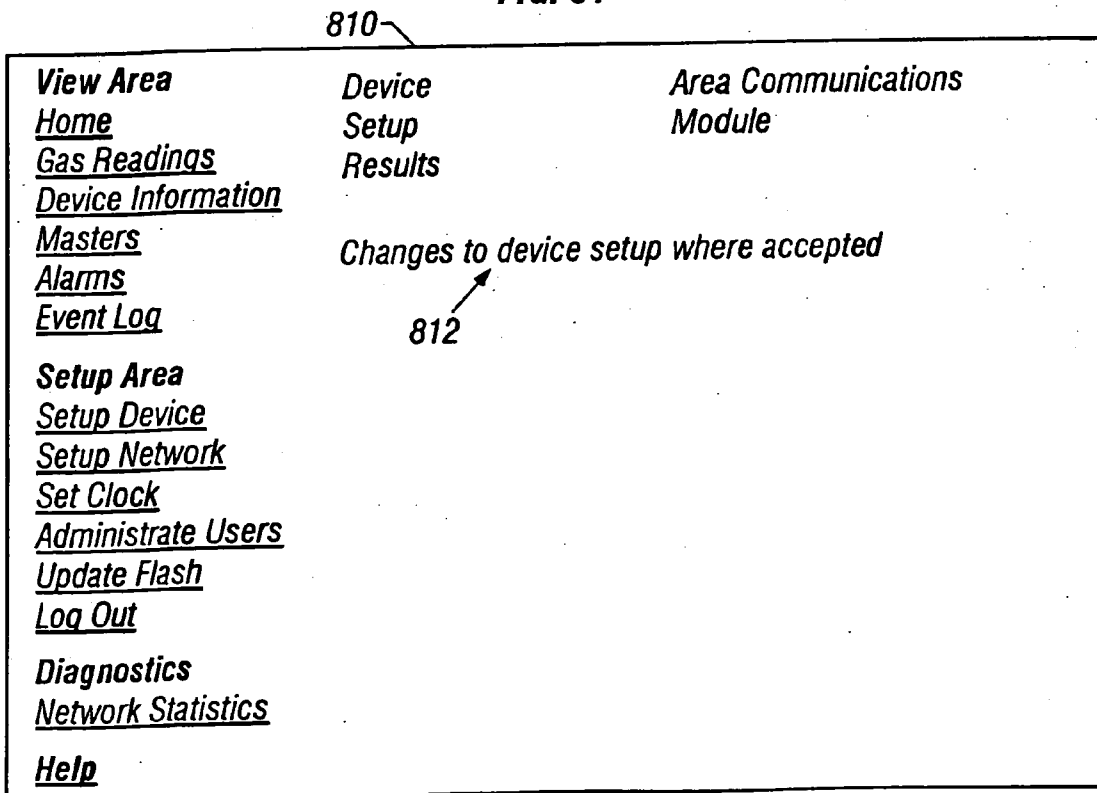 810
View Area
Home
Gas Readings
Device Information
Masters
Alarms
Event Log
Setup Area
Setup Device
Setup Network
Set Clock
Administrate Users
Update Flash
Log Out
Diagnostics
Network Statistics
Help
Device
Setup
Results
Area Communications
Module
Changes to device setup where accepted
812